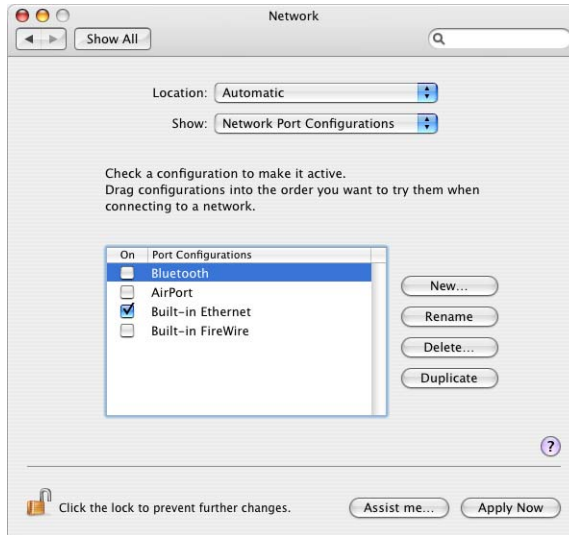 Network
Show All
Location: Automatic
Show: Network Port Configurations
Check a configuration to make it active.
Drag configurations into the order you want to try them when
connecting to a network.
On Port Configurations
Bluetooth
AirPort
Built-in Ethernet
Built-in FireWire
New...
Rename
Delete...
Duplicate
?
Click the lock to prevent further changes.
Assist me...
Apply Now